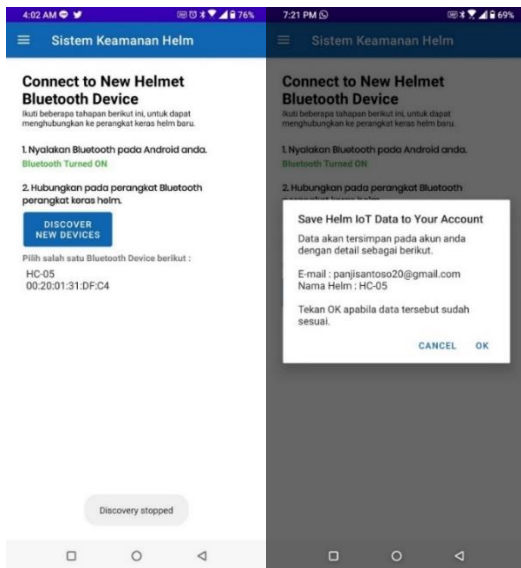 4:02 AM
76%
Sistem Keamanan Helm
Connect to New Helmet
Bluetooth Device
Ikuti beberapa tahapan berikut ini, untuk dapat
menghubungkan ke perangkat keras helm baru.
1. Nyalakan Bluetooth pada Android anda.
Bluetooth Turned ON
2. Hubungkan pada perangkat Bluetooth
perangkat keras helm.
DISCOVER
NEW DEVICES
Pilih salah satu Bluetooth Device berikut :
HC-05
00:20:01:31:DF:C4
Discovery stopped
7:21 PM
69%
Sistem Keamanan Helm
Connect to New Helmet
Bluetooth Device
Ikuti beberapa tahapan berikut ini, untuk dapat
menghubungkan ke perangkat keras helm baru.
1. Nyalakan Bluetooth pada Android anda.
Bluetooth Turned ON
2. Hubungkan pada perangkat Bluetooth
perangkat keras helm.
Save Helm IoT Data to Your Account
Data akan tersimpan pada akun anda
dengan detail sebagai berikut.
E-mail : panjisantoso20@gmail.com
Nama Helm : HC-05
Tekan OK apabila data tersebut sudah
sesuai.
CANCEL OK